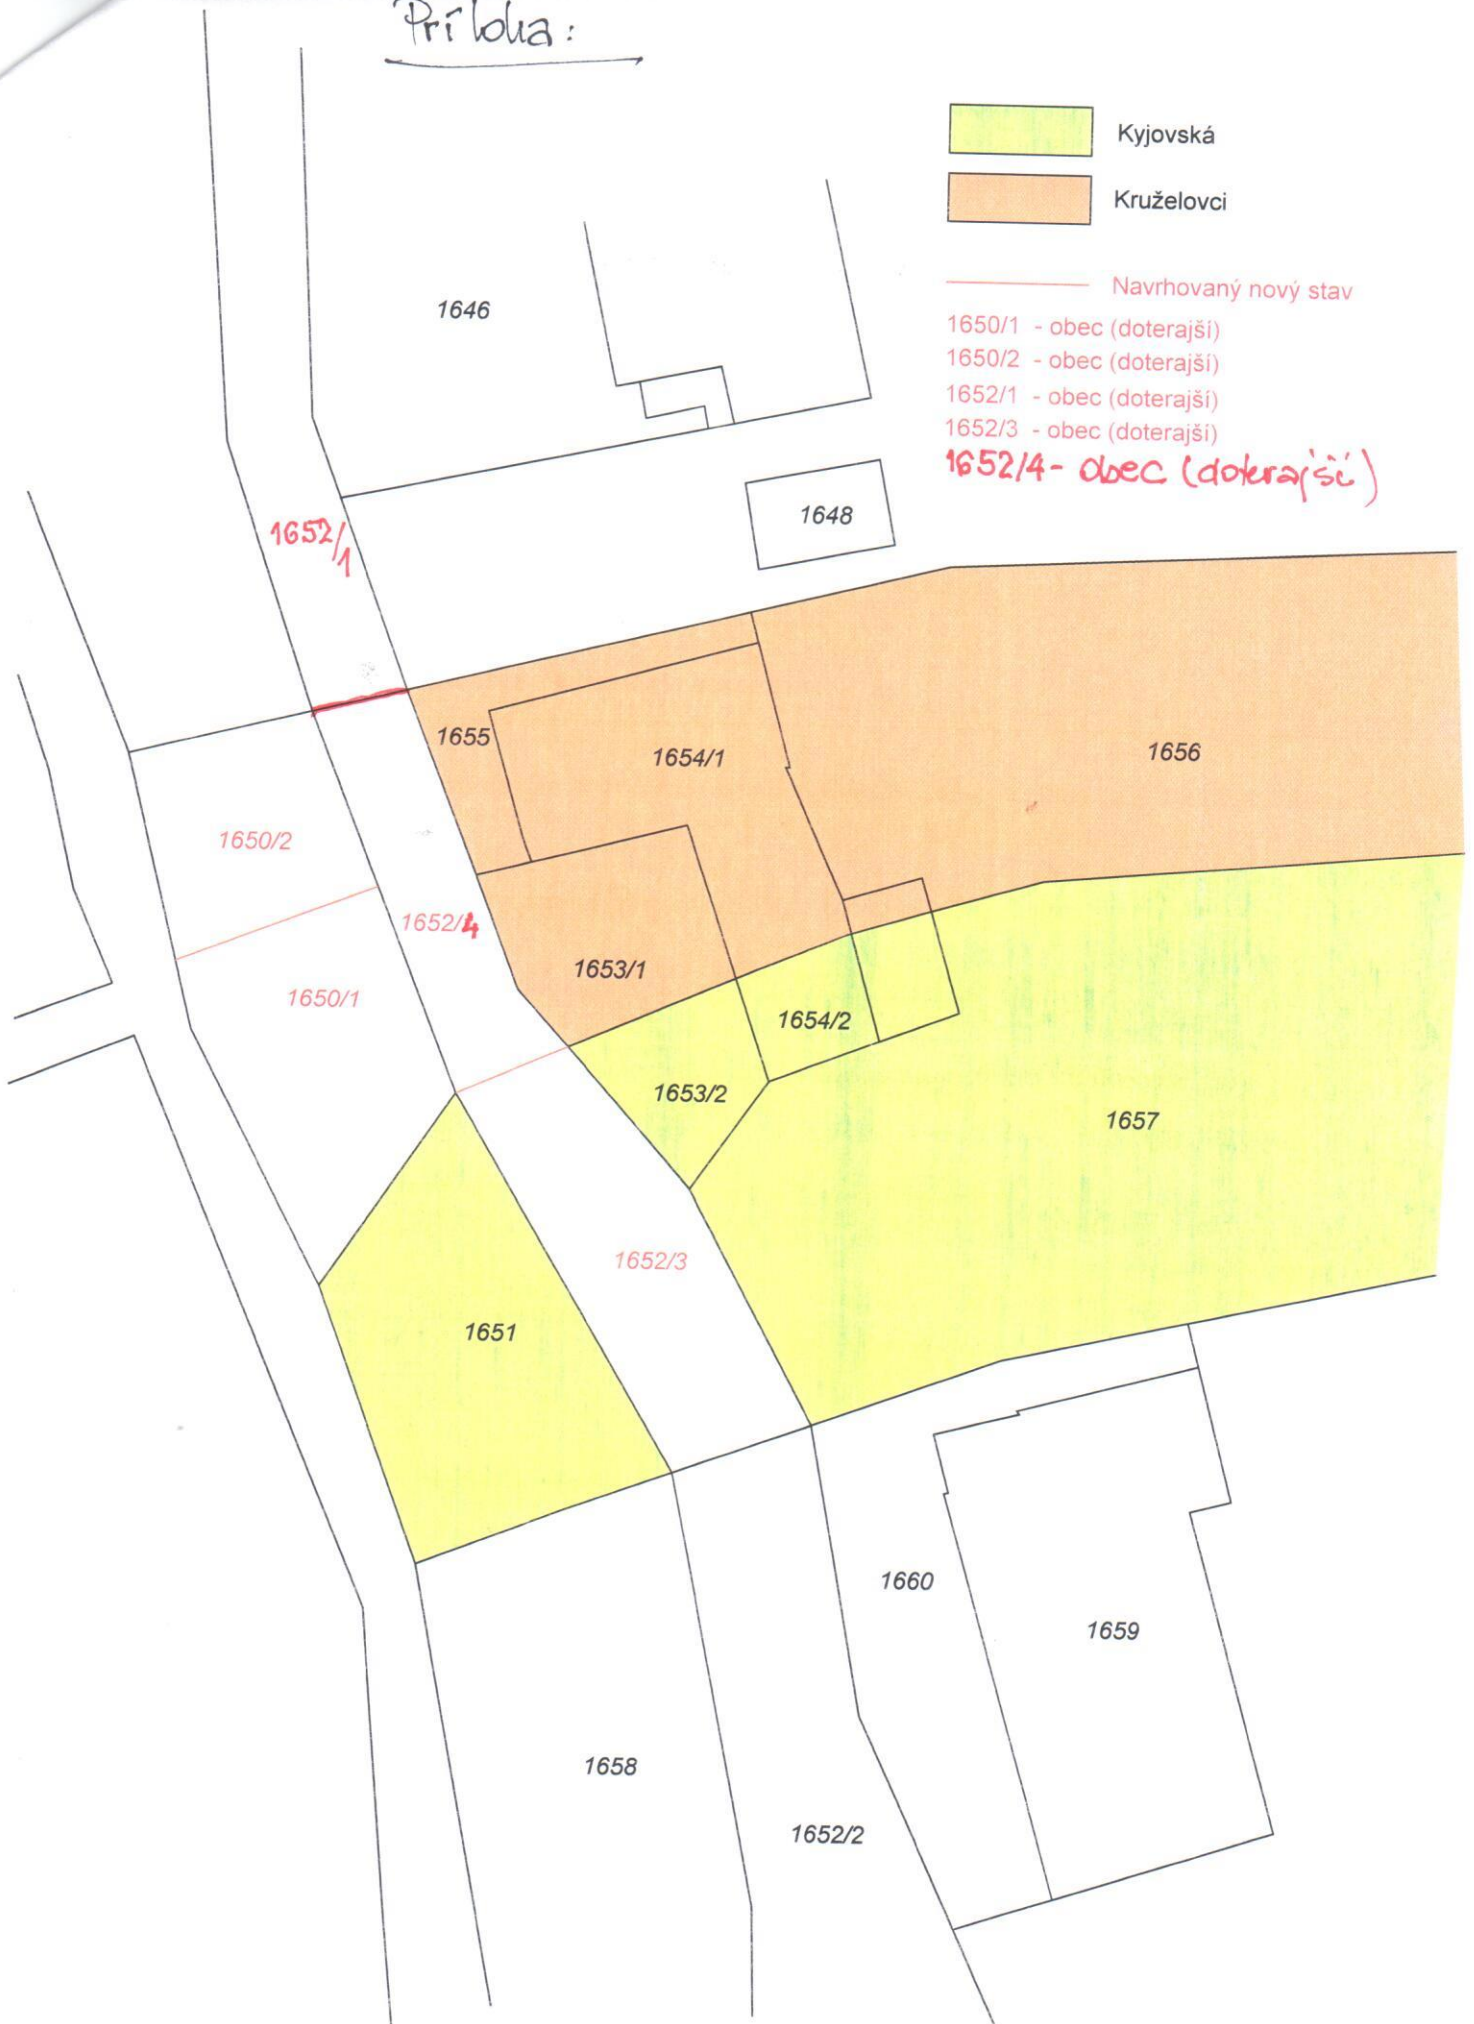 Príloha:
Kyjovská
Kruželovci
Navrhovaný nový stav
1650/1 - obec (doterajší)
1650/2 - obec (doterajší)
1652/1 - obec (doterajší)
1652/3 - obec (doterajší)
1652/4 - obec (doterajší)
1646
1648
1652/1
1655
1654/1
1656
1650/2
1652/4
1653/1
1650/1
1654/2
1653/2
1657
1652/3
1651
1660
1659
1658
1652/2